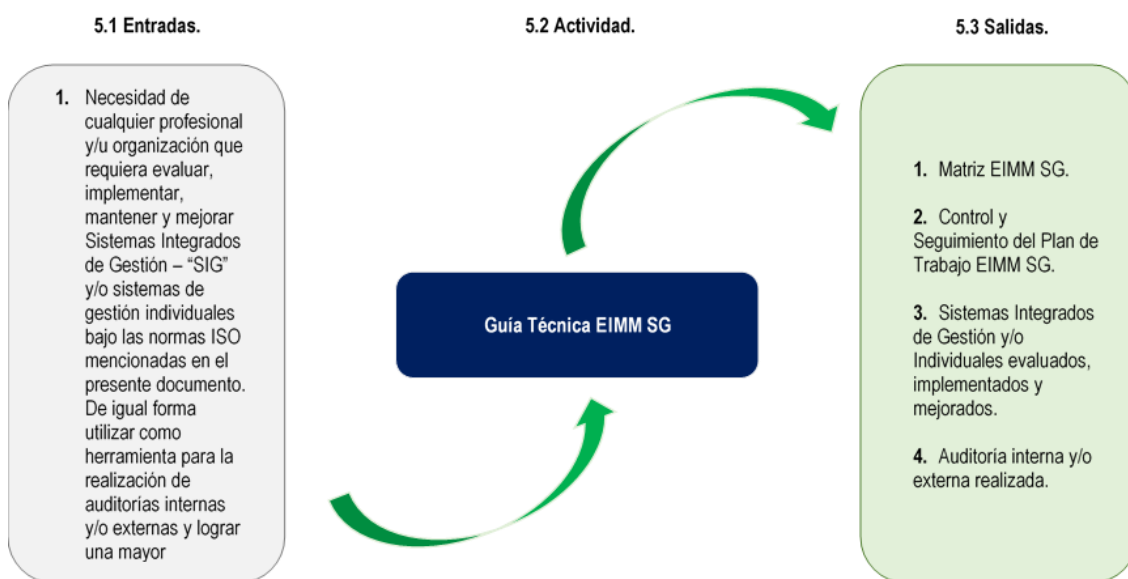 5.1 Entradas.
1. Necesidad de
cualquier profesional
y/u organización que
requiera evaluar,
implementar,
mantener y mejorar
Sistemas Integrados
de Gestión – “SIG”
y/o sistemas de
gestión individuales
bajo las normas ISO
mencionadas en el
presente documento.
De igual forma
utilizar como
herramienta para la
realización de
auditorías internas
y/o externas y lograr
una mayor
5.2 Actividad.
Guía Técnica EIMM SG
5.3 Salidas.
1. Matriz EIMM SG.
2. Control y
Seguimiento del Plan de
Trabajo EIMM SG.
3. Sistemas Integrados
de Gestión y/o
Individuales evaluados,
implementados y
mejorados.
4. Auditoría interna y/o
externa realizada.